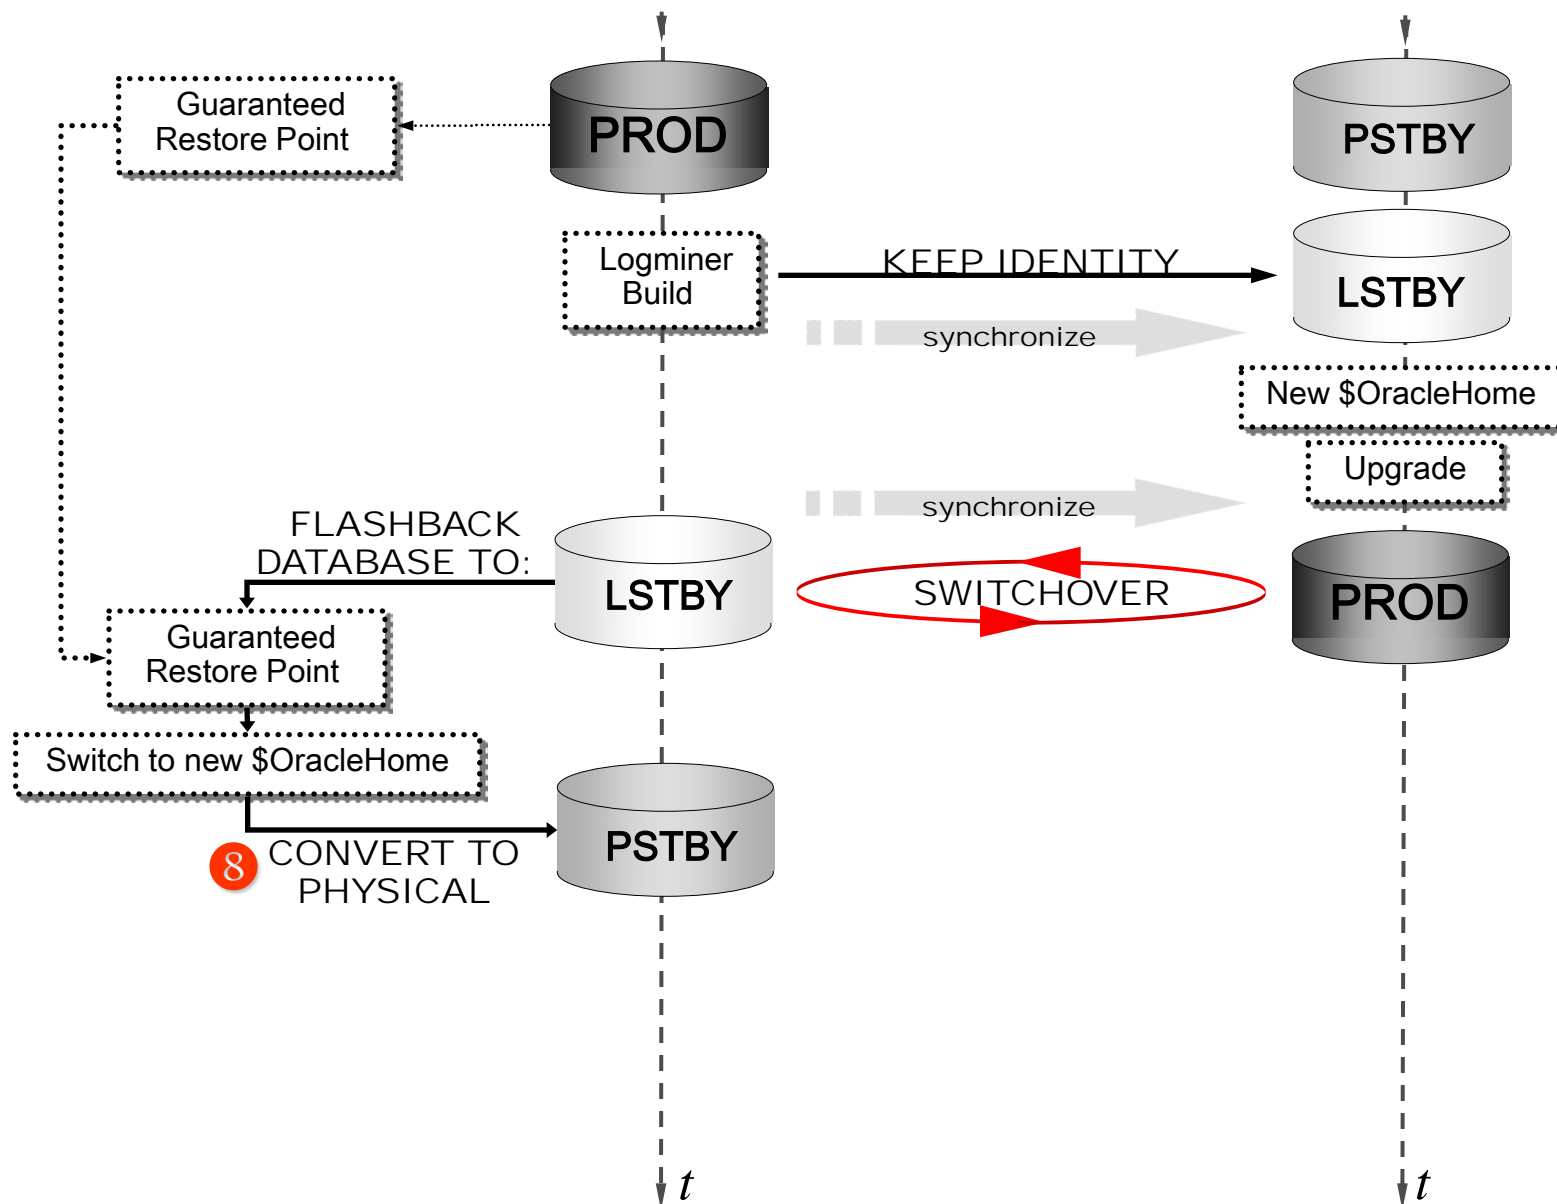 Guaranteed
Restore Point
PROD
PSTBY
Logminer
Build
KEEP IDENTITY
LSTBY
synchronize
New $OracleHome
Upgrade
synchronize
FLASHBACK
DATABASE TO:
LSTBY
SWITCHOVER
PROD
Guaranteed
Restore Point
Switch to new $OracleHome
8 CONVERT TO
PHYSICAL
PSTBY
t
t